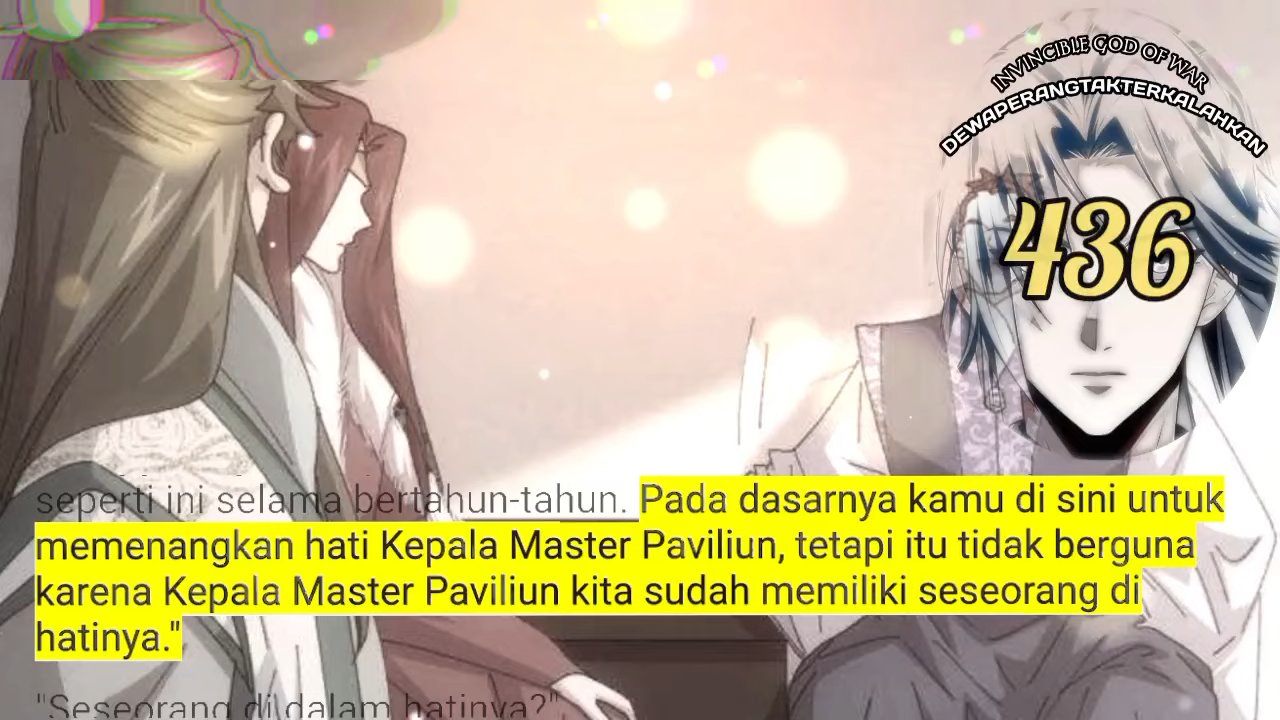 INVINCIBLE GOD OF WAR
DEWAPERANGTAKTERKALAHKAN
436
seperti ini selama bertahun-tahun. Pada dasarnya kamu di sini untuk
memenangkan hati Kepala Master Paviliun, tetapi itu tidak berguna
karena Kepala Master Paviliun kita sudah memiliki seseorang di
hatinya."
"Seseorang di dalam hatinya?"